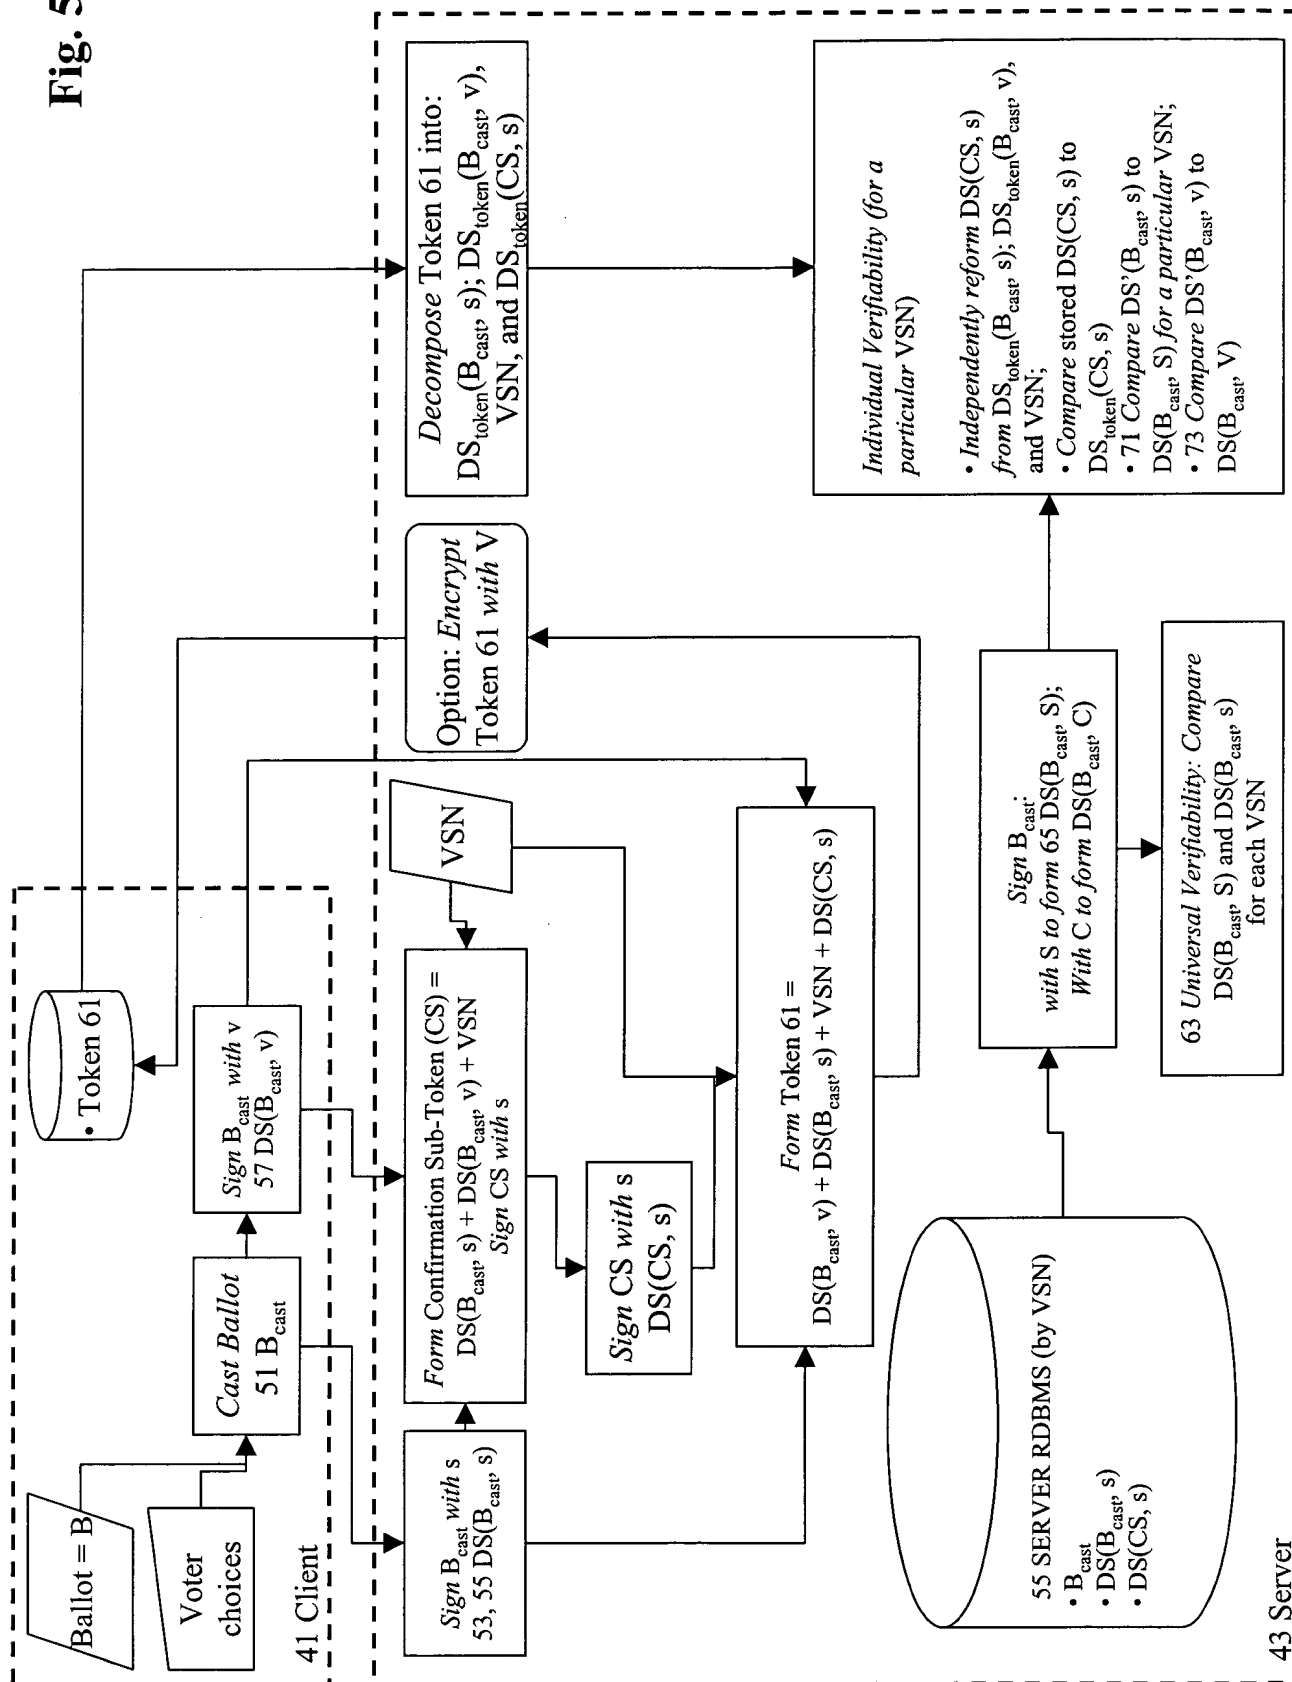 Fig. 5
Ballot = B
Voter
choices
41 Client
Cast Ballot
51 B_cast
Sign B_cast with v
57 DS(B_cast, v)
• Token 61
Sign B_cast with s
53, 55 DS(B_cast, s)
Form Confirmation Sub-Token (CS) =
DS(B_cast, s) + DS(B_cast, v) + VSN
Sign CS with s
VSN
Option: Encrypt
Token 61 with V
Decompose Token 61 into:
DS_token(B_cast, s); DS_token(B_cast, v),
VSN, and DS_token(CS, s)
Sign CS with s
DS(CS, s)
Form Token 61 =
DS(B_cast, v) + DS(B_cast, s) + VSN + DS(CS, s)
55 SERVER RDBMS (by VSN)
• B_cast
• DS(B_cast, s)
• DS(CS, s)
Sign B_cast:
with S to form 65 DS(B_cast, S);
With C to form DS(B_cast, C)
63 Universal Verifiability: Compare
DS(B_cast, S) and DS(B_cast, s)
for each VSN
Individual Verifiability (for a
particular VSN)
• Independently reform DS(CS, s)
from DS_token(B_cast, s); DS_token(B_cast, v),
and VSN;
• Compare stored DS(CS, s) to
DS_token(CS, s)
• 71 Compare DS'(B_cast, s) to
DS(B_cast, S) for a particular VSN;
• 73 Compare DS'(B_cast, v) to
DS(B_cast, V)
43 Server